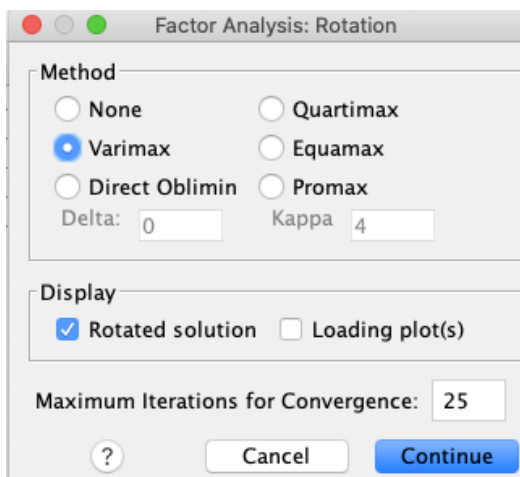 Factor Analysis: Rotation
Method
None Quartimax
Varimax Equamax
Direct Oblimin Promax
Delta: 0 Kappa 4
Display
Rotated solution Loading plot(s)
Maximum Iterations for Convergence: 25
? Cancel Continue